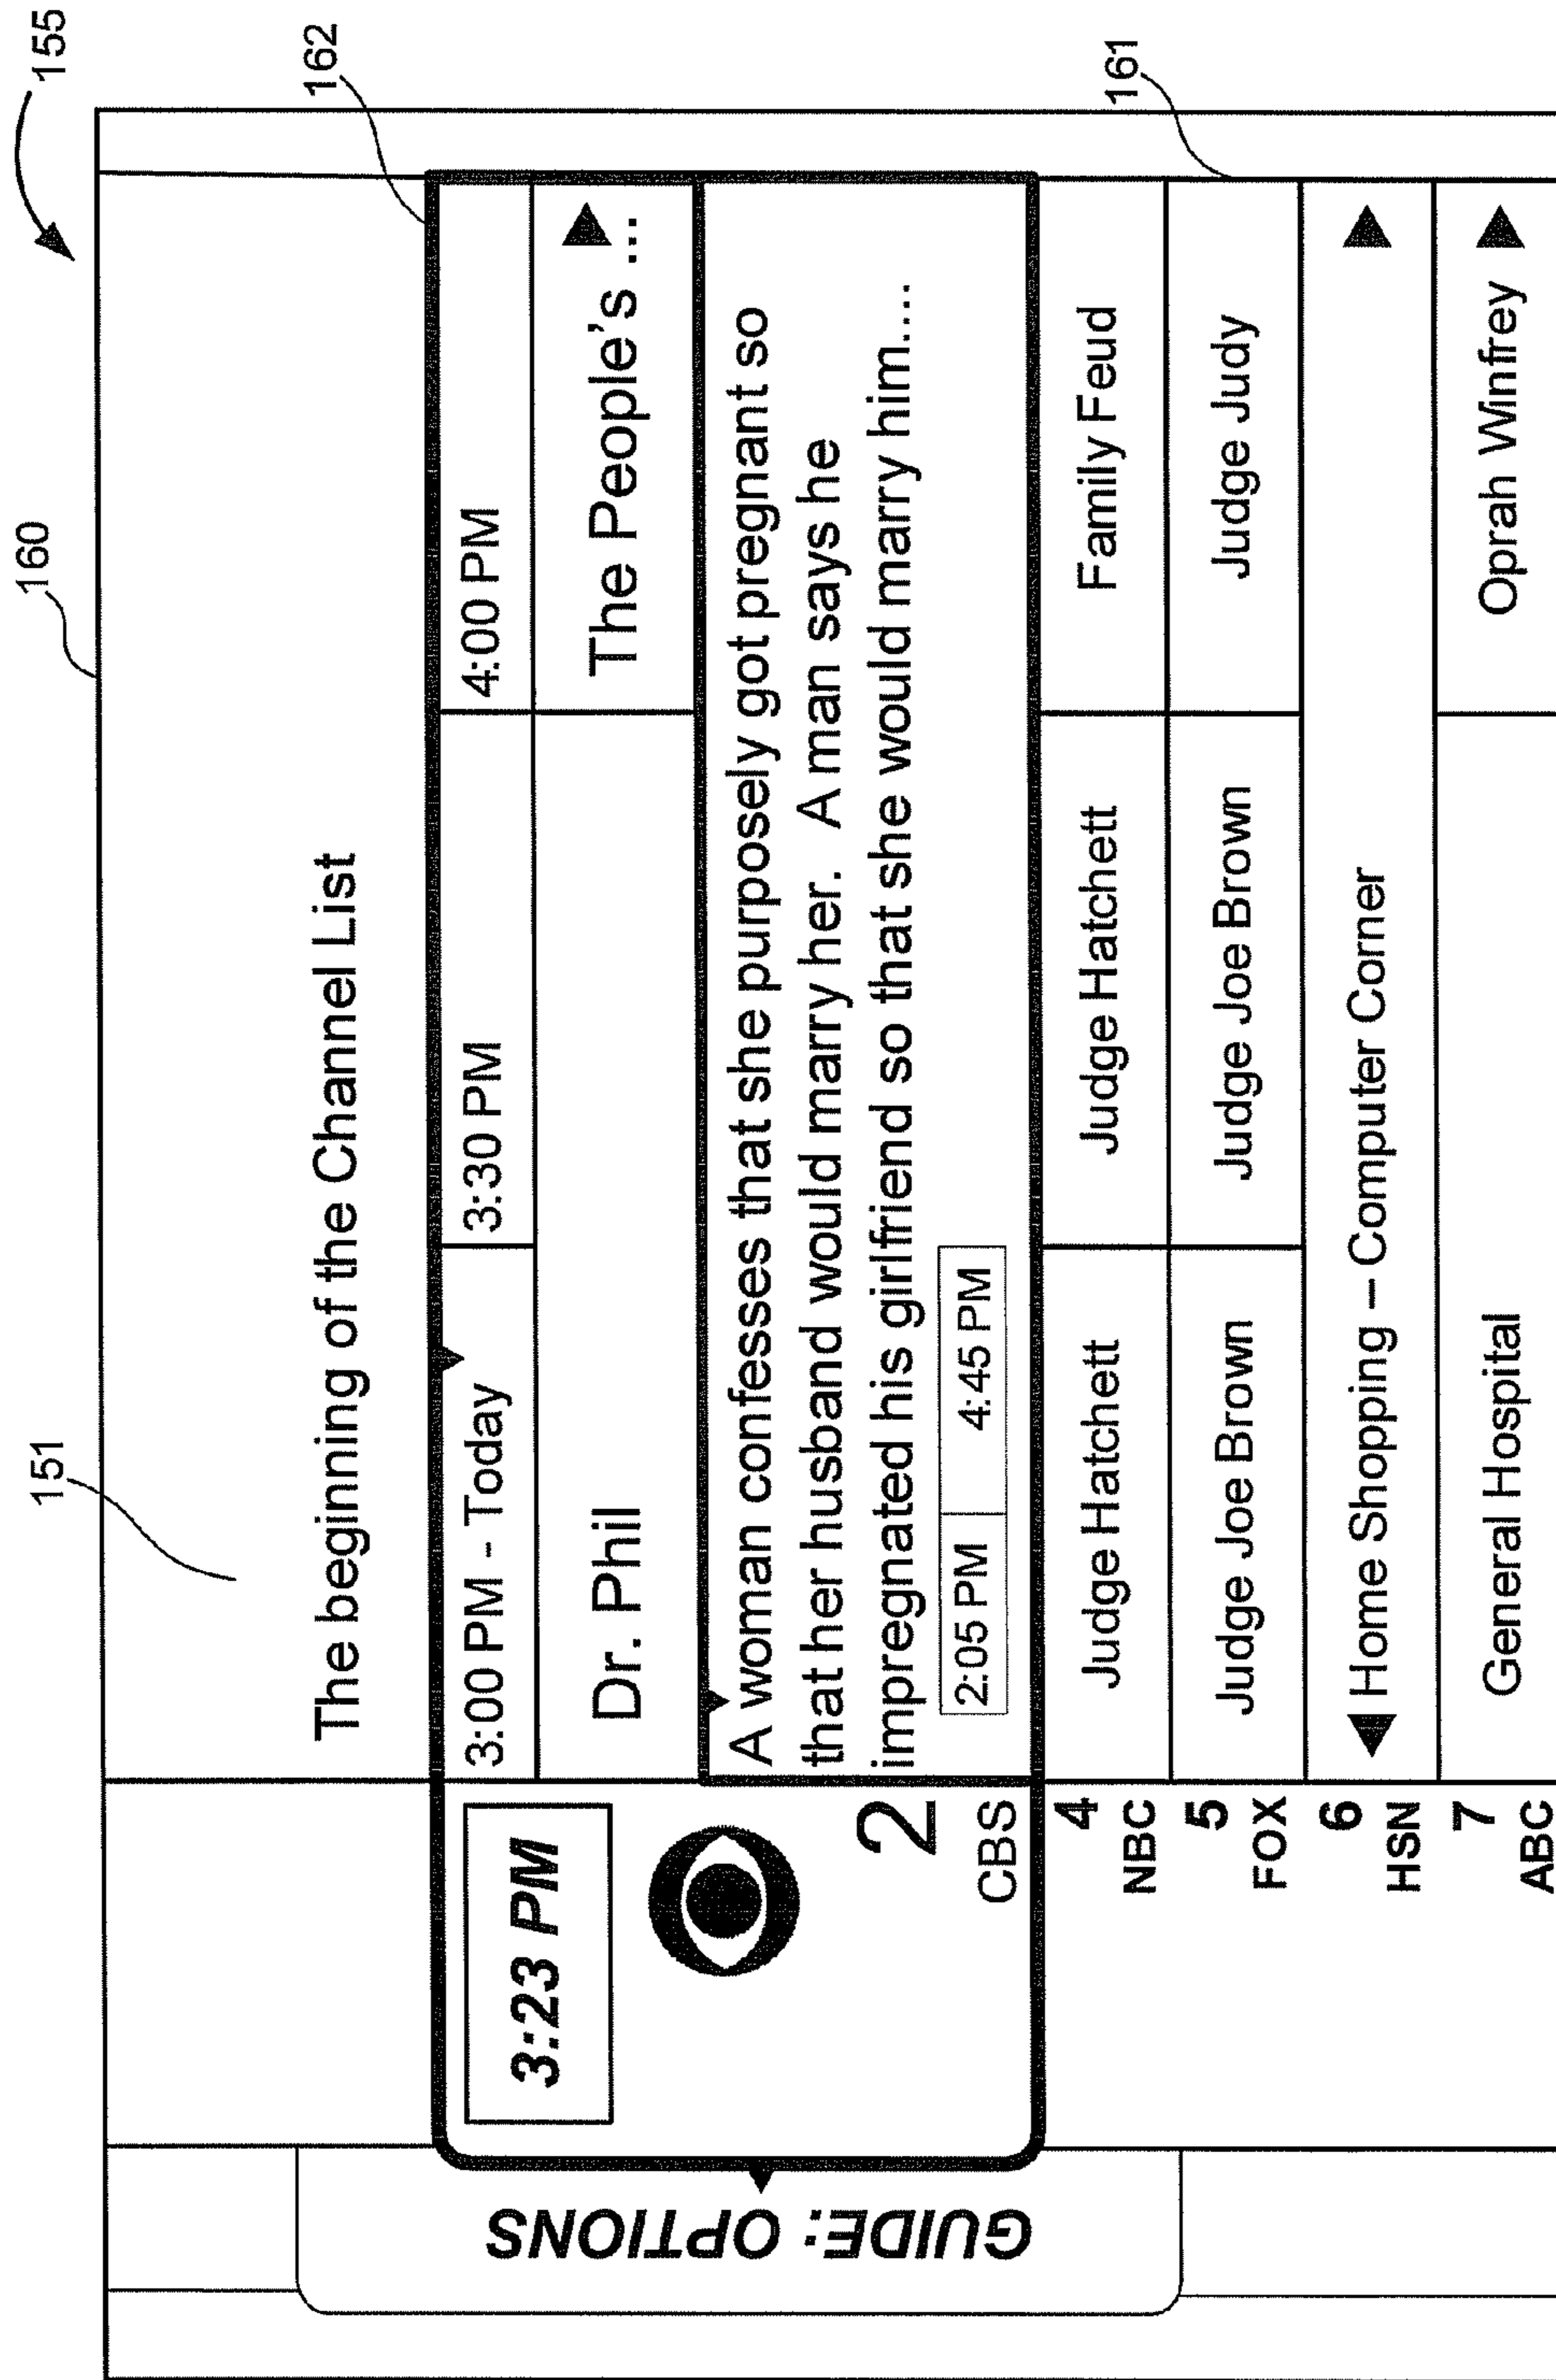 155
160
151
162
The beginning of the Channel List
3:23 PM
3:00 PM - Today
3:30 PM
4:00 PM
Dr. Phil
The People's ...
GUIDE: OPTIONS
2
CBS
A woman confesses that she purposely got pregnant so
that her husband would marry her.  A man says he
impregnated his girlfriend so that she would marry him....
2:05 PM
4:45 PM
4
NBC
Judge Hatchett
Judge Hatchett
Family Feud
161
5
FOX
Judge Joe Brown
Judge Joe Brown
Judge Judy
6
HSN
Home Shopping – Computer Corner
7
ABC
General Hospital
Oprah Winfrey